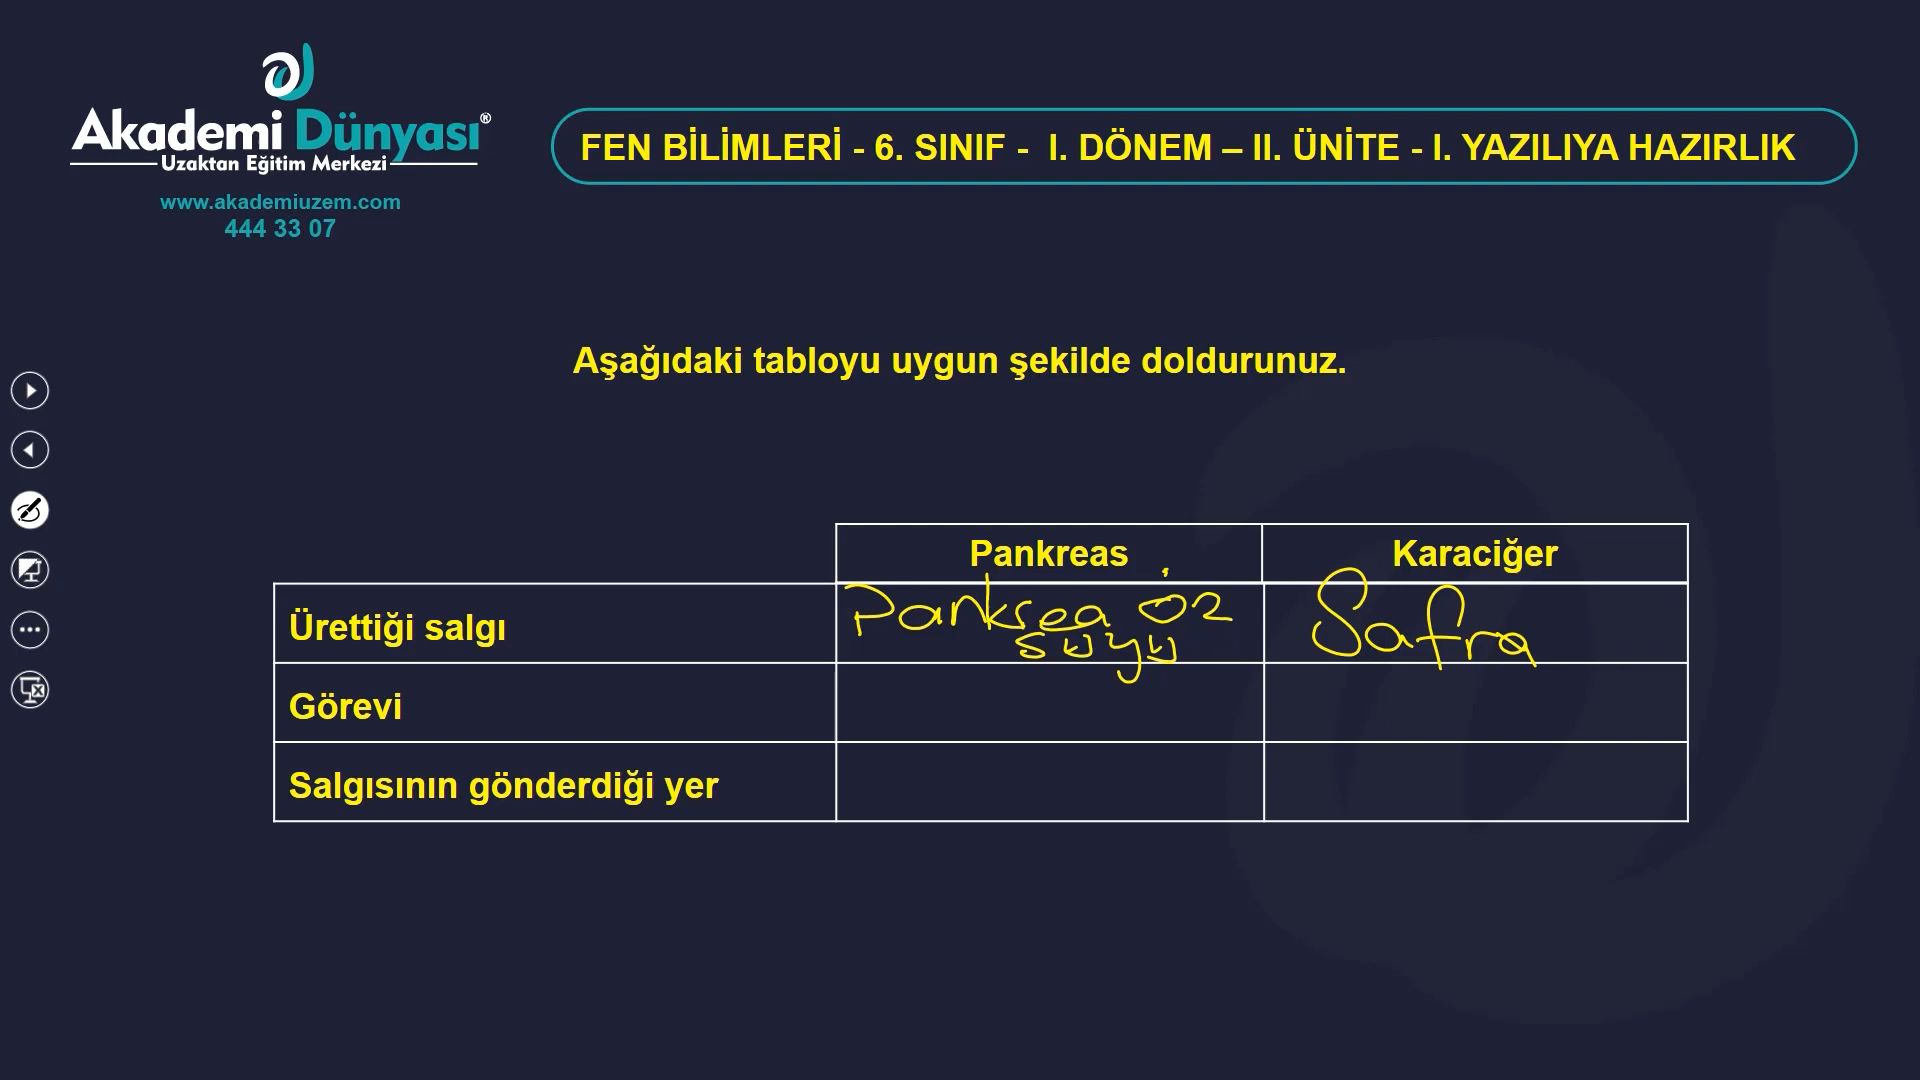 Akademi Dünyası®
Uzaktan Eğitim Merkezi
www.akademiuzem.com
444 33 07
FEN BİLİMLERİ - 6. SINIF - I. DÖNEM – II. ÜNİTE - I. YAZILIYA HAZIRLIK
Aşağıdaki tabloyu uygun şekilde doldurunuz.
Pankreas Karaciğer
Ürettiği salgı Pankrea öz Safra
suyu
Görevi
Salgısının gönderdiği yer